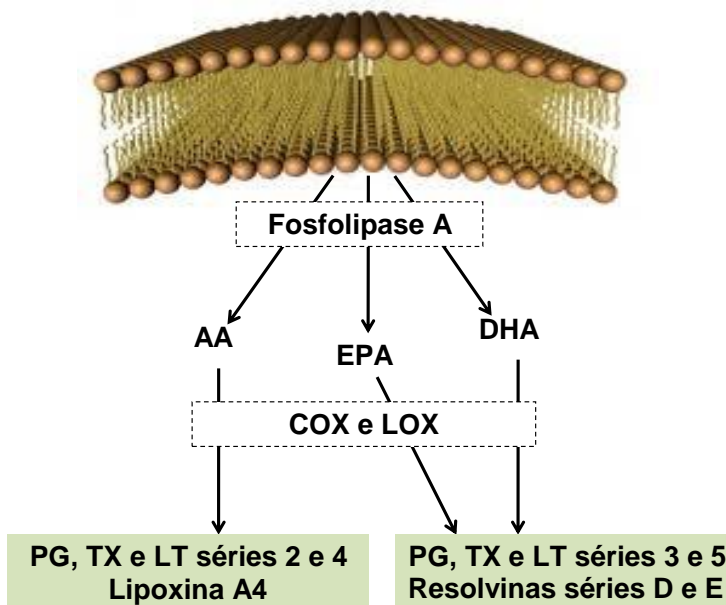 Fosfolipase A
AA
EPA
DHA
COX e LOX
PG, TX e LT séries 2 e 4
Lipoxina A4
PG, TX e LT séries 3 e 5
Resolvinas séries D e E